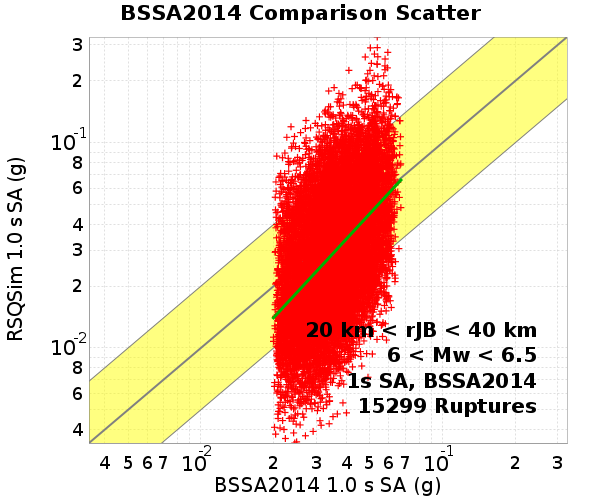 BSSA2014 Comparison Scatter
RSQSim 1.0 s SA (g)
3
2
10-1
8
6
4
3
2
10-2
8
6
4
20 km < rJB < 40 km
6 < Mw < 6.5
1s SA, BSSA2014
15299 Ruptures
4 5 6 7 10-2 2 3 4 5 6 7 10-1 2 3
BSSA2014 1.0 s SA (g)